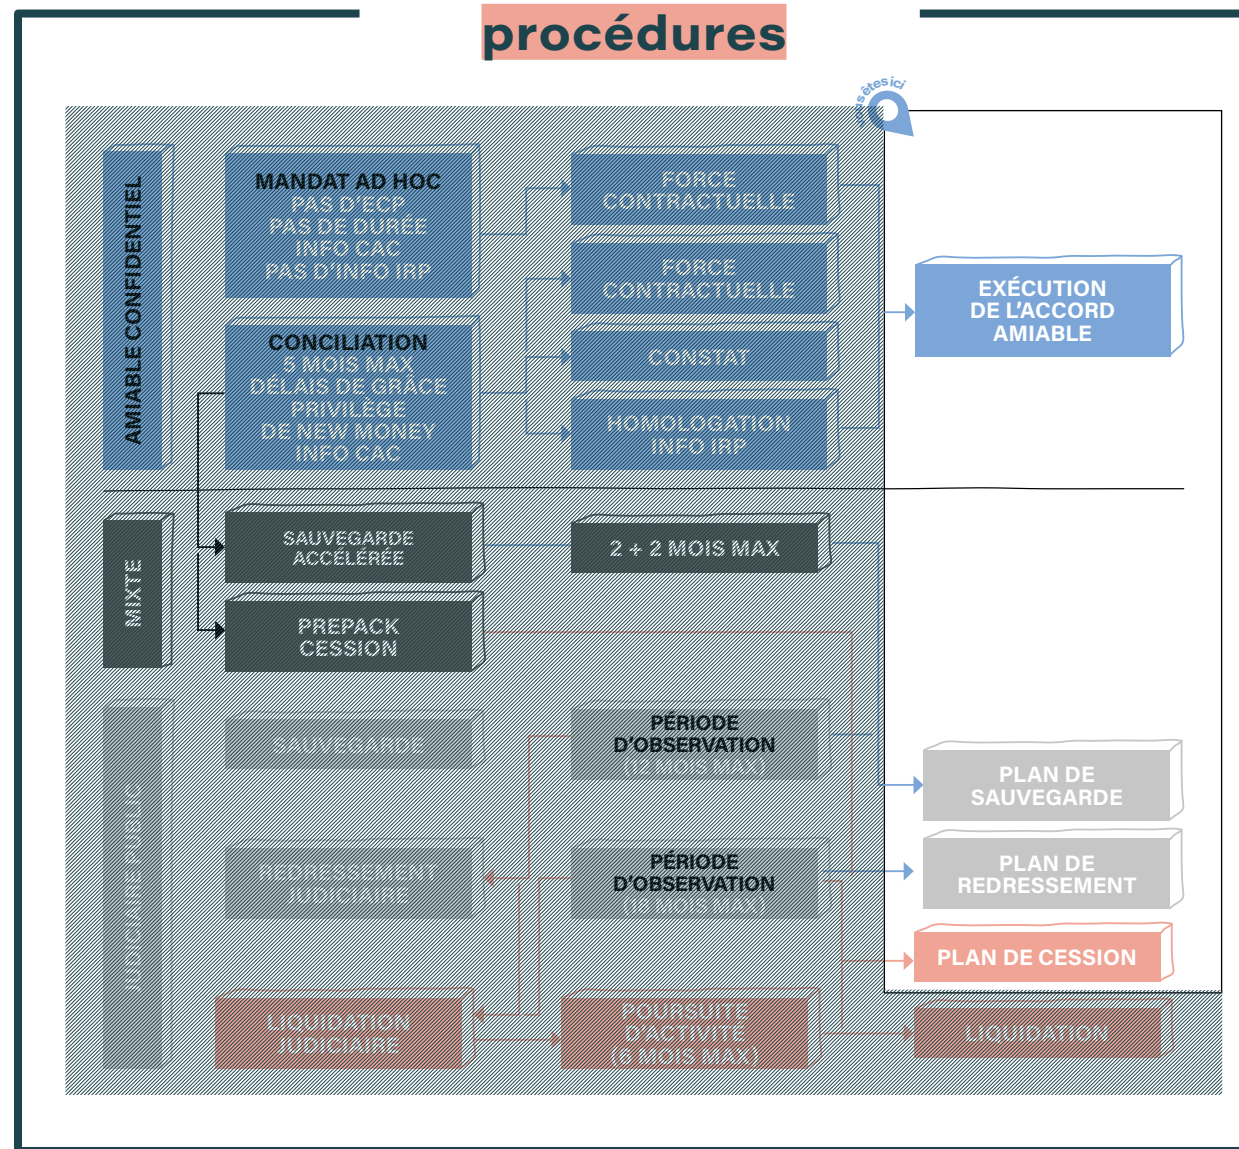 procédures
vous êtes ici
AMIABLE CONFIDENTIEL
MANDAT AD HOC
PAS D'ECP
PAS DE DURÉE
INFO CAC
PAS D'INFO IRP
FORCE
CONTRACTUELLE
FORCE
CONTRACTUELLE
CONCILIATION
5 MOIS MAX
DÉLAIS DE GRÂCE
PRIVILÈGE
DE NEW MONEY
INFO CAC
CONSTAT
HOMOLOGATION
INFO IRP
EXÉCUTION
DE L'ACCORD
AMIABLE
MIXTE
SAUVEGARDE
ACCÉLÉRÉE
2 + 2 MOIS MAX
PREPACK
CESSION
JUDICIAIRE PUBLIC
SAUVEGARDE
PÉRIODE
D'OBSERVATION
(12 MOIS MAX)
PLAN DE
SAUVEGARDE
REDRESSEMENT
JUDICIAIRE
PÉRIODE
D'OBSERVATION
(18 MOIS MAX)
PLAN DE
REDRESSEMENT
PLAN DE CESSION
LIQUIDATION
JUDICIAIRE
POURSUITE
D'ACTIVITÉ
(6 MOIS MAX)
LIQUIDATION